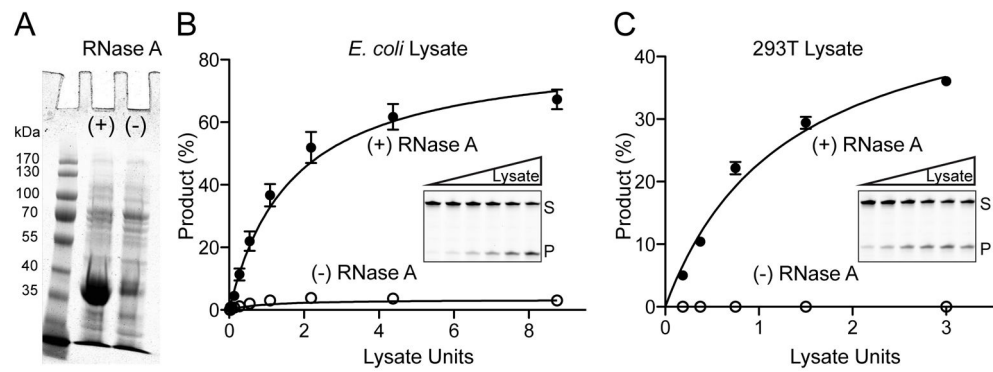 A
RNase A
(+) (-)
kDa
170
130
100
70
55
40
35
B
E. coli Lysate
80
60
40
20
0
Product (%)
0 2 4 6 8
Lysate Units
(+) RNase A
(-) RNase A
Lysate
S
P
C
293T Lysate
40
30
20
10
0
Product (%)
0 1 2 3
Lysate Units
(+) RNase A
(-) RNase A
Lysate
S
P